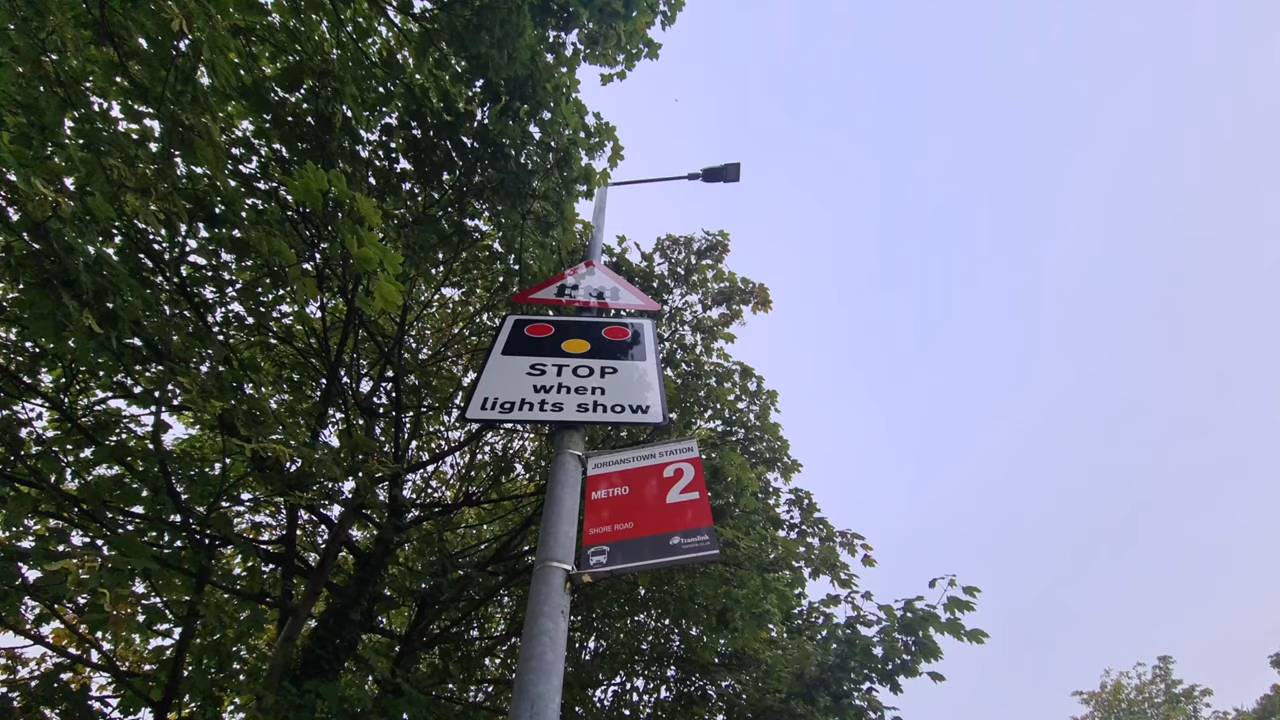 STOP
when
lights show
JORDANSTOWN STATION
METRO 2
SHORE ROAD
Translink